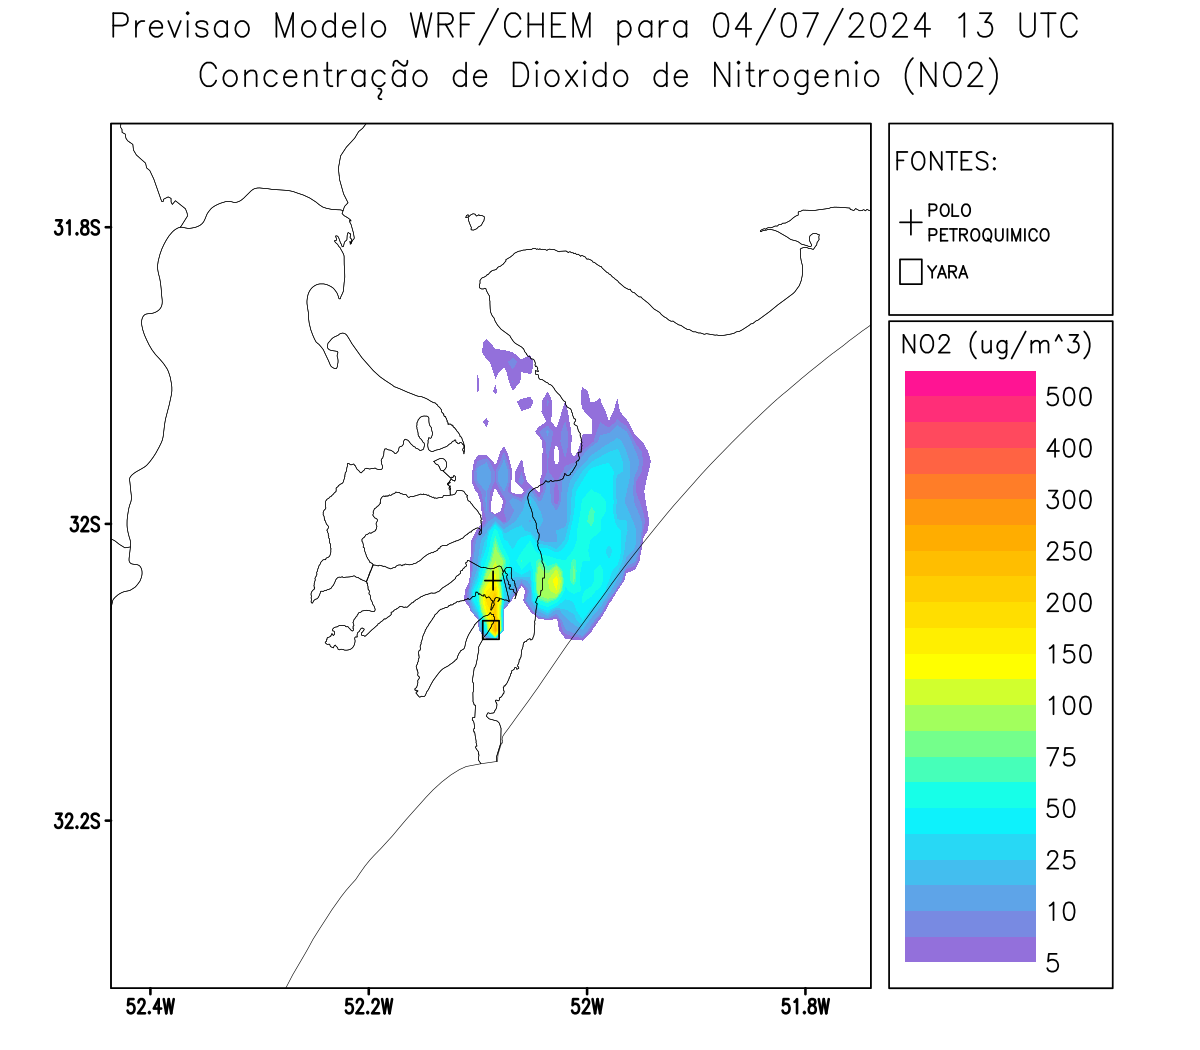 Previsao Modelo WRF/CHEM para 04/07/2024 13 UTC
Concentração de Dioxido de Nitrogenio (NO2)
FONTES:
POLO
PETROQUIMICO
YARA
NO2 (ug/m^3)
500
400
300
250
200
150
100
75
50
25
10
5
31.8S
32S
32.2S
52.4W 52.2W 52W 51.8W